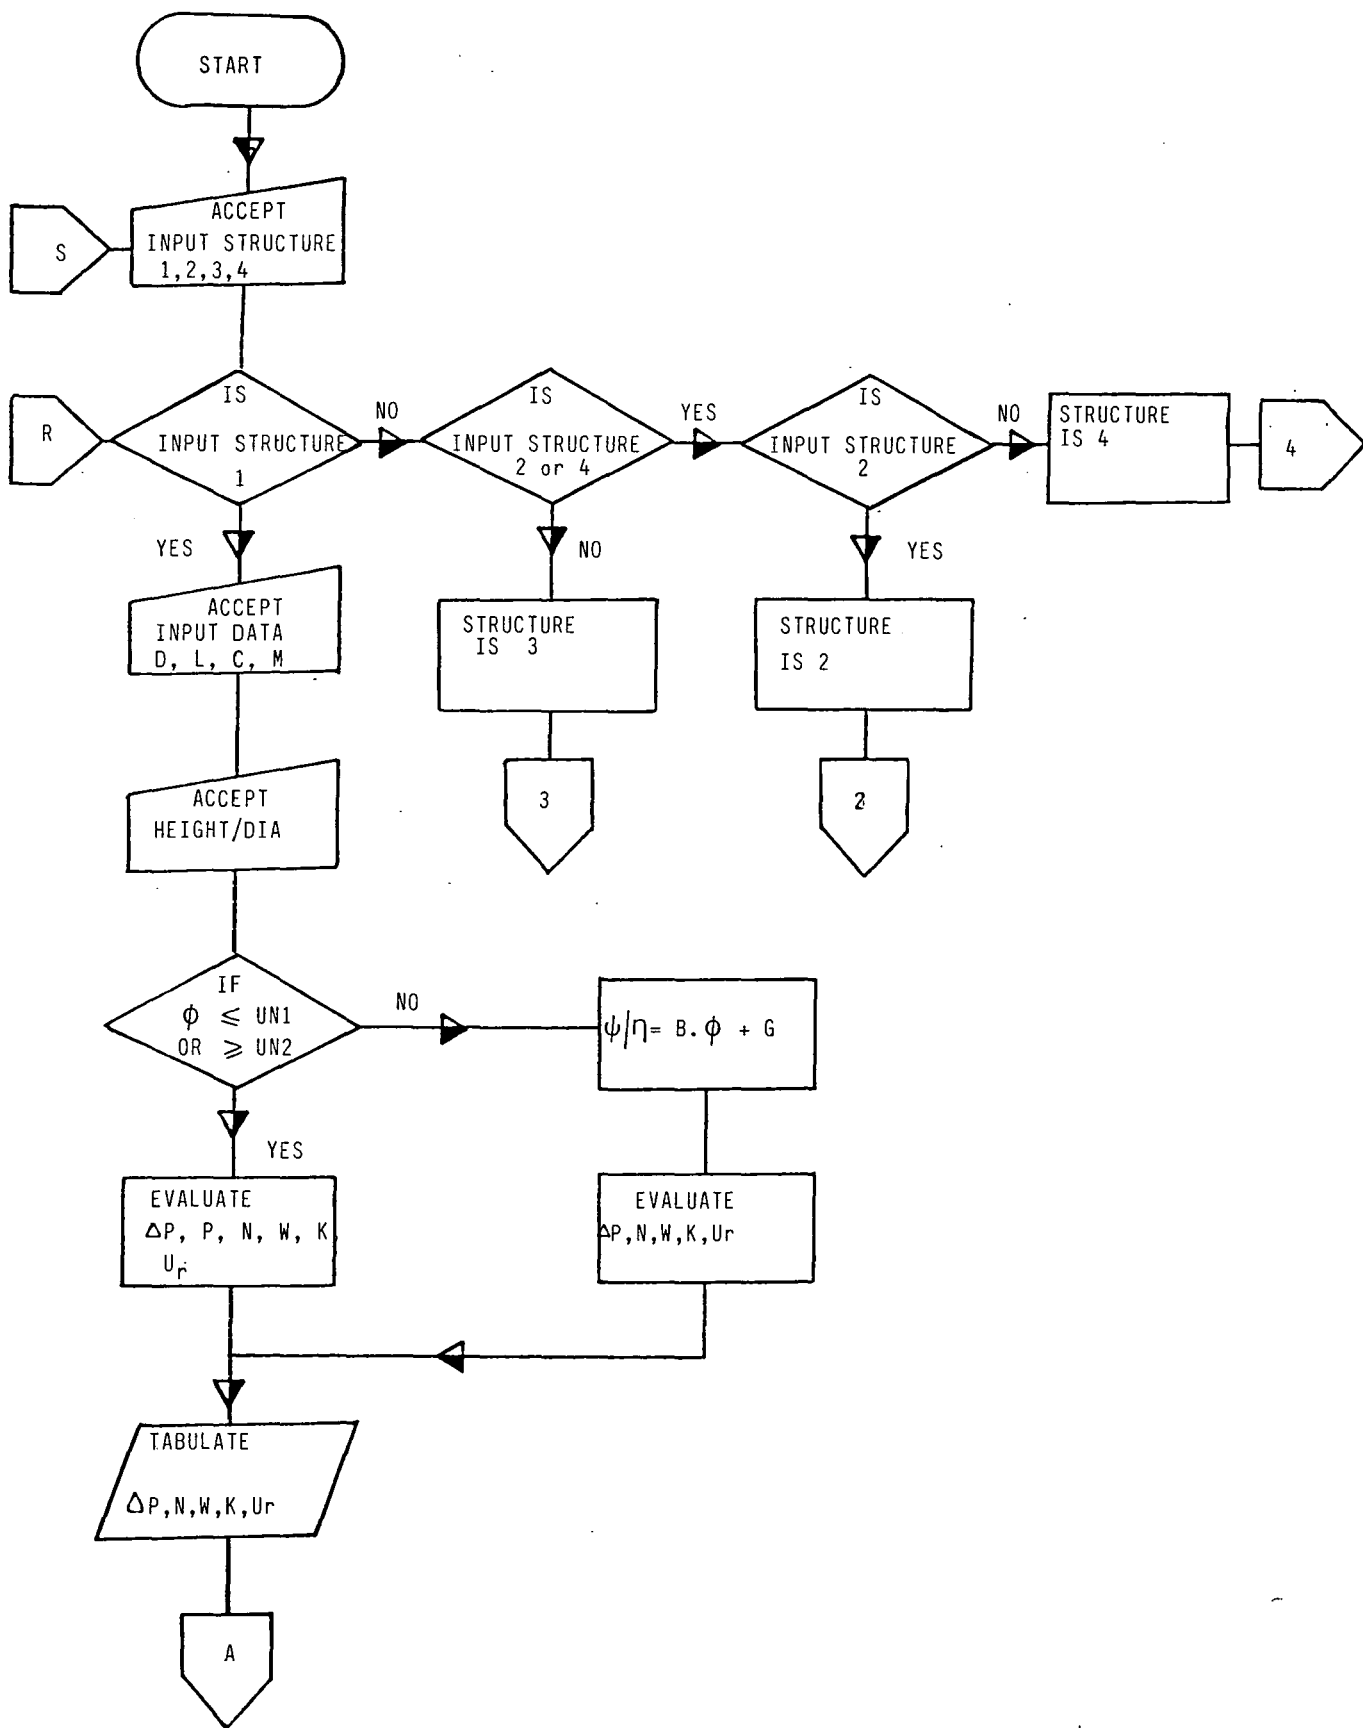 START
S
ACCEPT
INPUT STRUCTURE
1,2,3,4
R
IS
INPUT STRUCTURE
1
NO
IS
INPUT STRUCTURE
2 or 4
YES
IS
INPUT STRUCTURE
2
NO
STRUCTURE
IS 4
4
YES
NO
YES
ACCEPT
INPUT DATA
D, L, C, M
STRUCTURE
IS 3
STRUCTURE
IS 2
3
2
ACCEPT
HEIGHT/DIA
IF
ϕ ≤ UN1
OR ≥ UN2
NO
ψ/η= B.ϕ + G
YES
EVALUATE
ΔP, P, N, W, K
Ur
EVALUATE
ΔP,N,W,K,Ur
TABULATE
ΔP,N,W,K,Ur
A